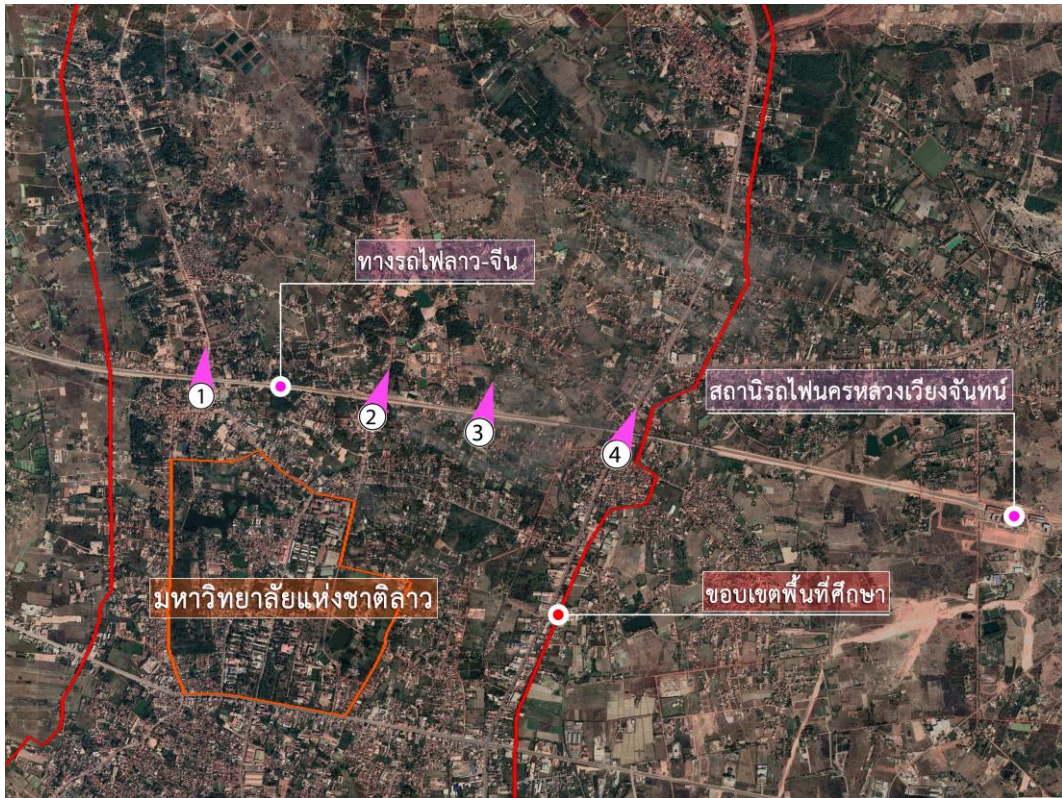 ทางรถไฟลาว-จีน
สถานีรถไฟนครหลวงเวียงจันทน์
1
2
3
4
มหาวิทยาลัยแห่งชาติลาว
ขอบเขตพื้นที่ศึกษา